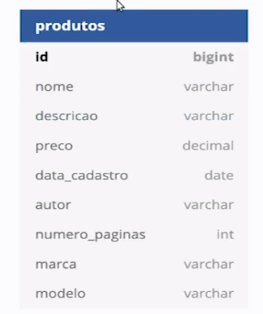 produtos
id bigint
nome varchar
descricao varchar
preco decimal
data_cadastro date
autor varchar
numero_paginas int
marca varchar
modelo varchar